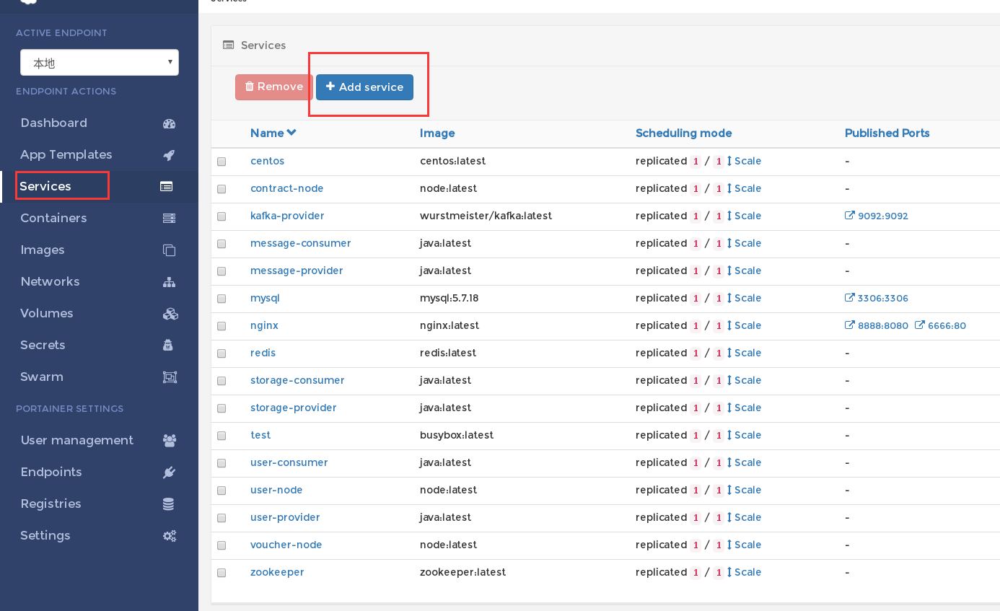 Services
ACTIVE ENDPOINT
本地
ENDPOINT ACTIONS
Dashboard
App Templates
Services
Containers
Images
Networks
Volumes
Secrets
Swarm
PORTAINER SETTINGS
User management
Endpoints
Registries
Settings
Services
Remove Add service
Name Image Scheduling mode Published Ports
centos centos:latest replicated 1 / 1 Scale -
contract-node node:latest replicated 1 / 1 Scale -
kafka-provider wurstmeister/kafka:latest replicated 1 / 1 Scale 9092:9092
message-consumer java:latest replicated 1 / 1 Scale -
message-provider java:latest replicated 1 / 1 Scale -
mysql mysql:5.7.18 replicated 1 / 1 Scale 3306:3306
nginx nginx:latest replicated 1 / 1 Scale 8888:8080 6666:80
redis redis:latest replicated 1 / 1 Scale -
storage-consumer java:latest replicated 1 / 1 Scale -
storage-provider java:latest replicated 1 / 1 Scale -
test busybox:latest replicated 1 / 1 Scale -
user-consumer java:latest replicated 1 / 1 Scale -
user-node node:latest replicated 1 / 1 Scale -
user-provider java:latest replicated 1 / 1 Scale -
voucher-node node:latest replicated 1 / 1 Scale -
zookeeper zookeeper:latest replicated 1 / 1 Scale -